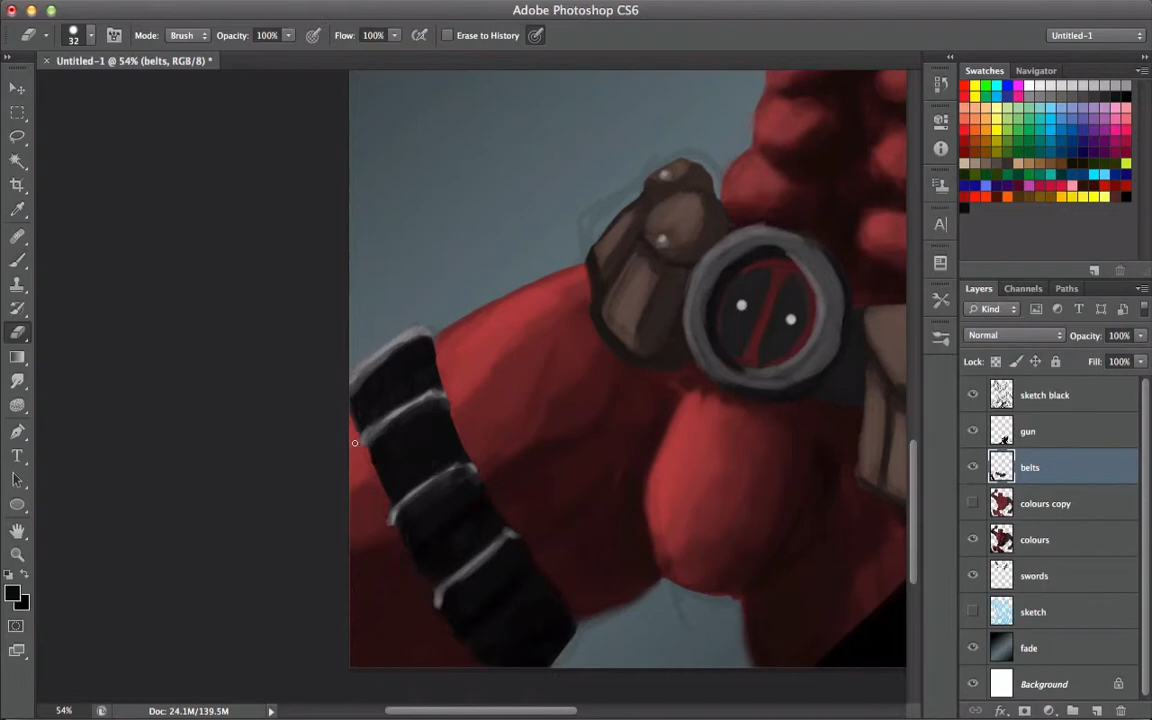 Adobe Photoshop CS6
32
Mode: Brush Opacity: 100% Flow: 100% Erase to History Untitled-1
× Untitled-1 @ 54% (belts, RGB/8) *
Swatches Navigator
Layers Channels Paths
Kind
Normal Opacity: 100%
Lock: Fill: 100%
sketch black
gun
belts
colours copy
colours
swords
sketch
fade
Background
54% Doc: 24.1M/139.5M